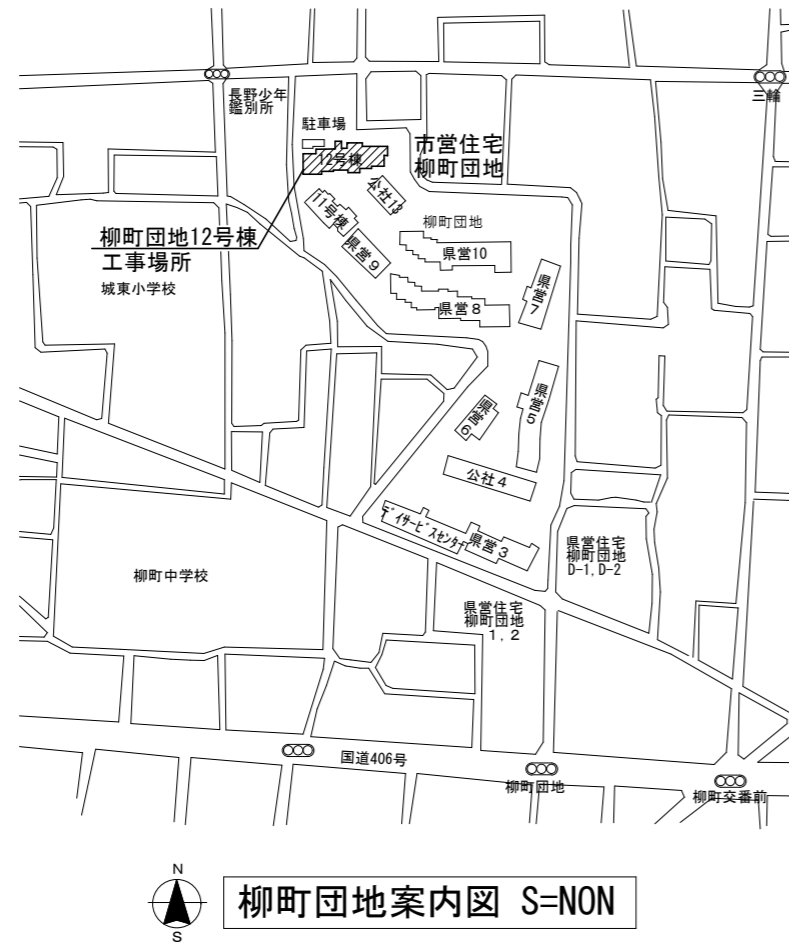 三輪
長野少年
鑑別所
駐車場
12号棟
市営住宅
柳町団地
公社13
11号棟
柳町団地
柳町団地12号棟
工事場所
県営9
県営10
城東小学校
県営7
県営8
県営5
県営6
公社4
デイサービスセンター
県営3
県営住宅
柳町団地
D-1,D-2
柳町中学校
県営住宅
柳町団地
1,2
国道406号
柳町団地
柳町交番前
N
S
柳町団地案内図 S=NON